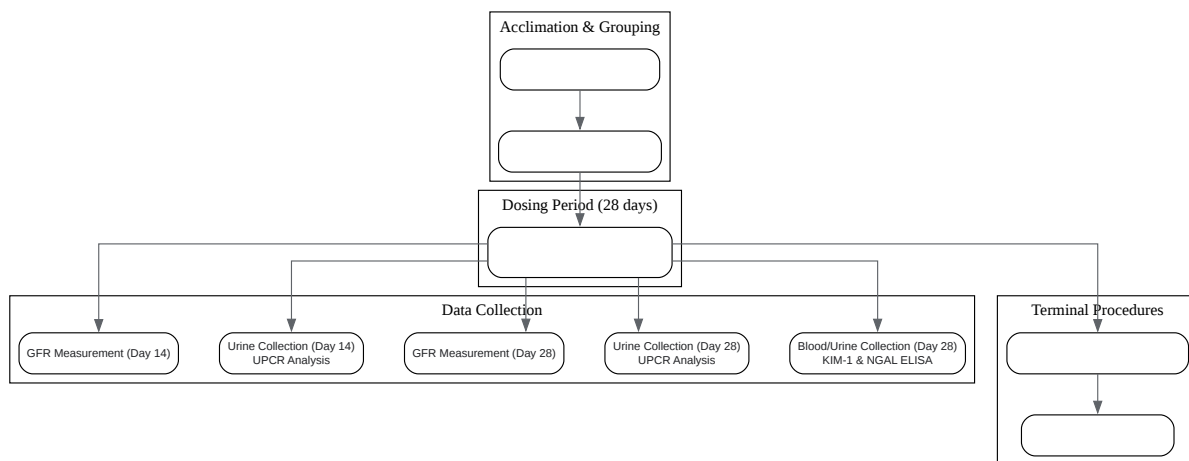 Acclimation & Grouping
Dosing Period (28 days)
Data Collection
Terminal Procedures
GFR Measurement (Day 14)
Urine Collection (Day 14)
UPCR Analysis
GFR Measurement (Day 28)
Urine Collection (Day 28)
UPCR Analysis
Blood/Urine Collection (Day 28)
KIM-1 & NGAL ELISA